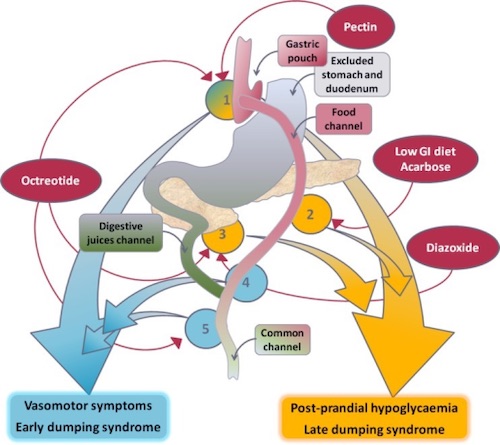 Pectin
Gastric
pouch
Excluded
stomach and
duodenum
1
Food
channel
Low GI diet
Acarbose
Octreotide
2
Digestive
juices channel
3
Diazoxide
4
5
Common
channel
Vasomotor symptoms
Early dumping syndrome
Post-prandial hypoglycaemia
Late dumping syndrome